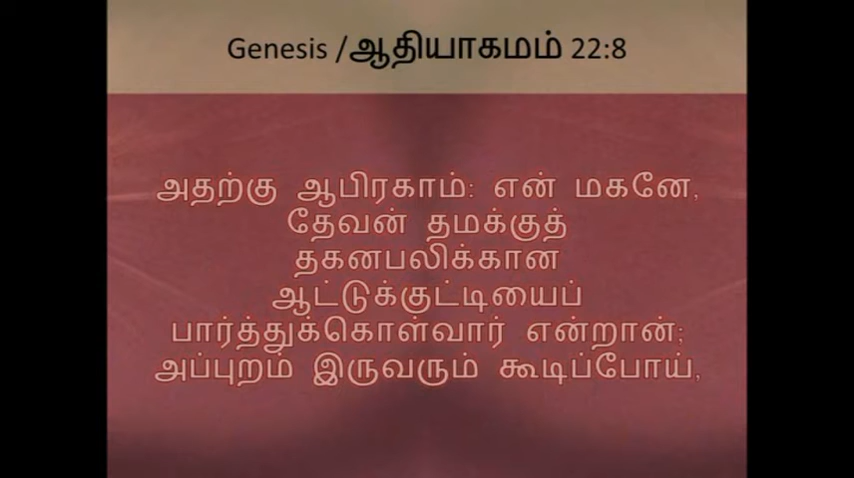 Genesis /ஆதியாகமம் 22:8
அதற்கு ஆபிரகாம்: என் மகனே,
தேவன் தமக்குத்
தகனபலிக்கான
ஆட்டுக்குட்டியைப்
பார்த்துக்கொள்வார் என்றான்;
அப்புறம் இருவரும் கூடிப்போய்,